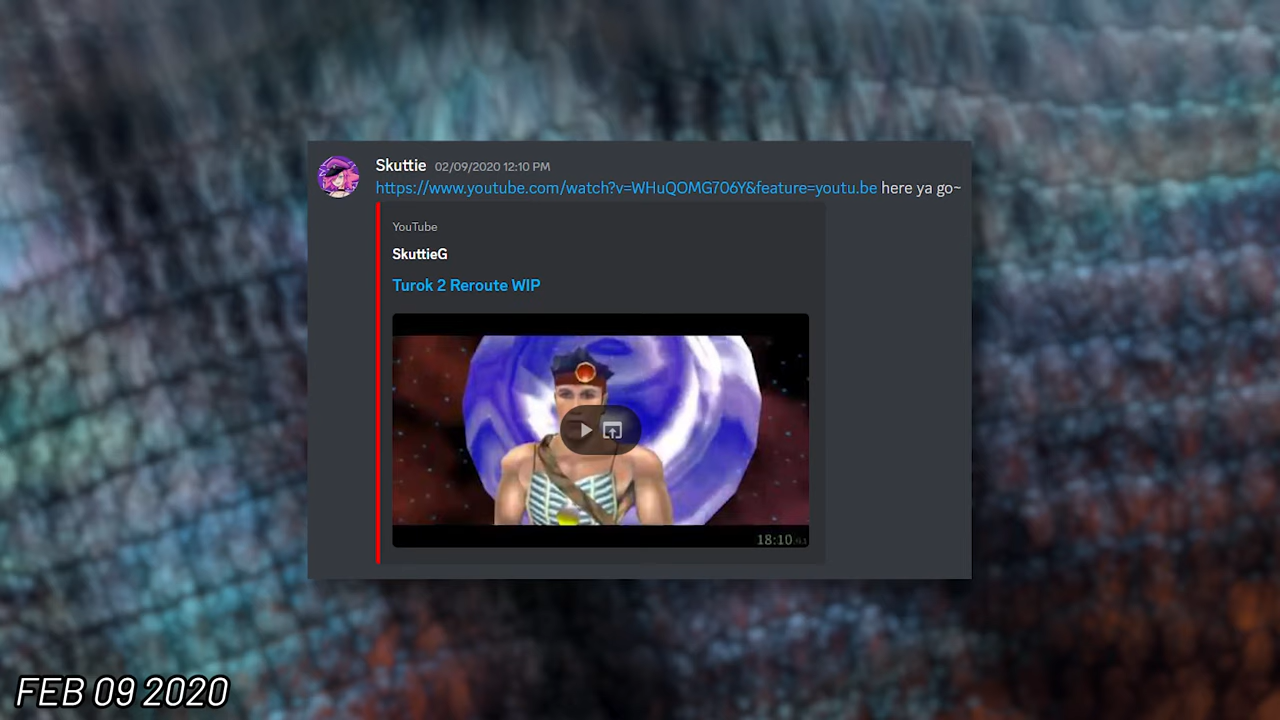 Skuttie 02/09/2020 12:10 PM
https://www.youtube.com/watch?v=WHuQOMG706Y&feature=youtu.be here ya go~
YouTube
SkuttieG
Turok 2 Reroute WIP
18:10
FEB 09 2020